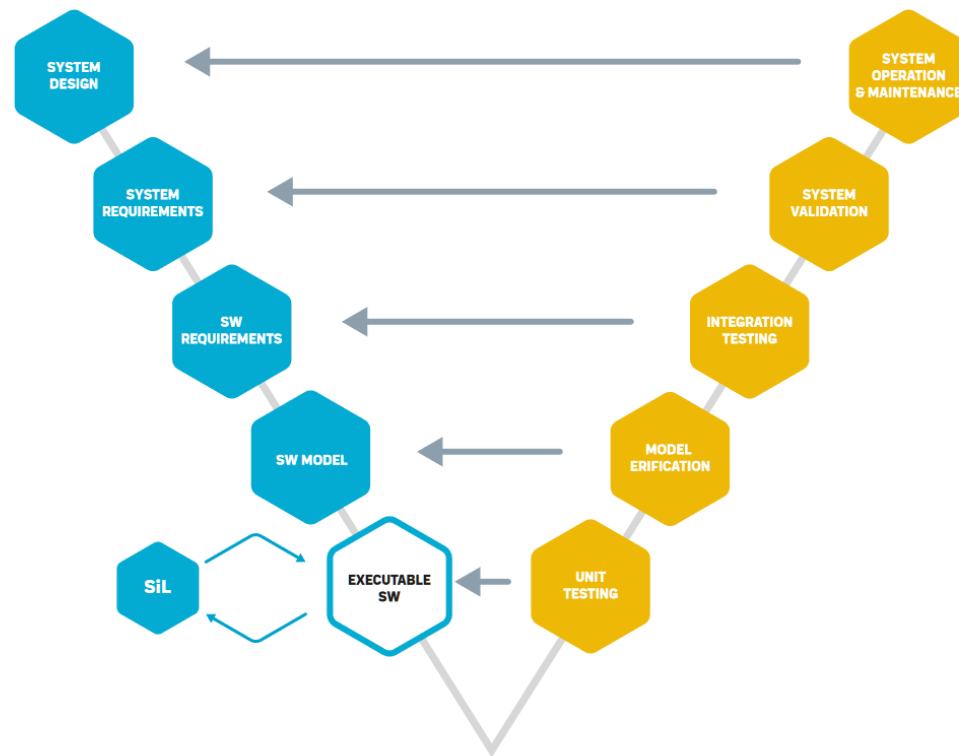 SYSTEM
DESIGN
SYSTEM
OPERATION
& MAINTENANCE
SYSTEM
REQUIREMENTS
SYSTEM
VALIDATION
SW
REQUIREMENTS
INTEGRATION
TESTING
SW MODEL
MODEL
ERIFICATION
SiL
EXECUTABLE
SW
UNIT
TESTING